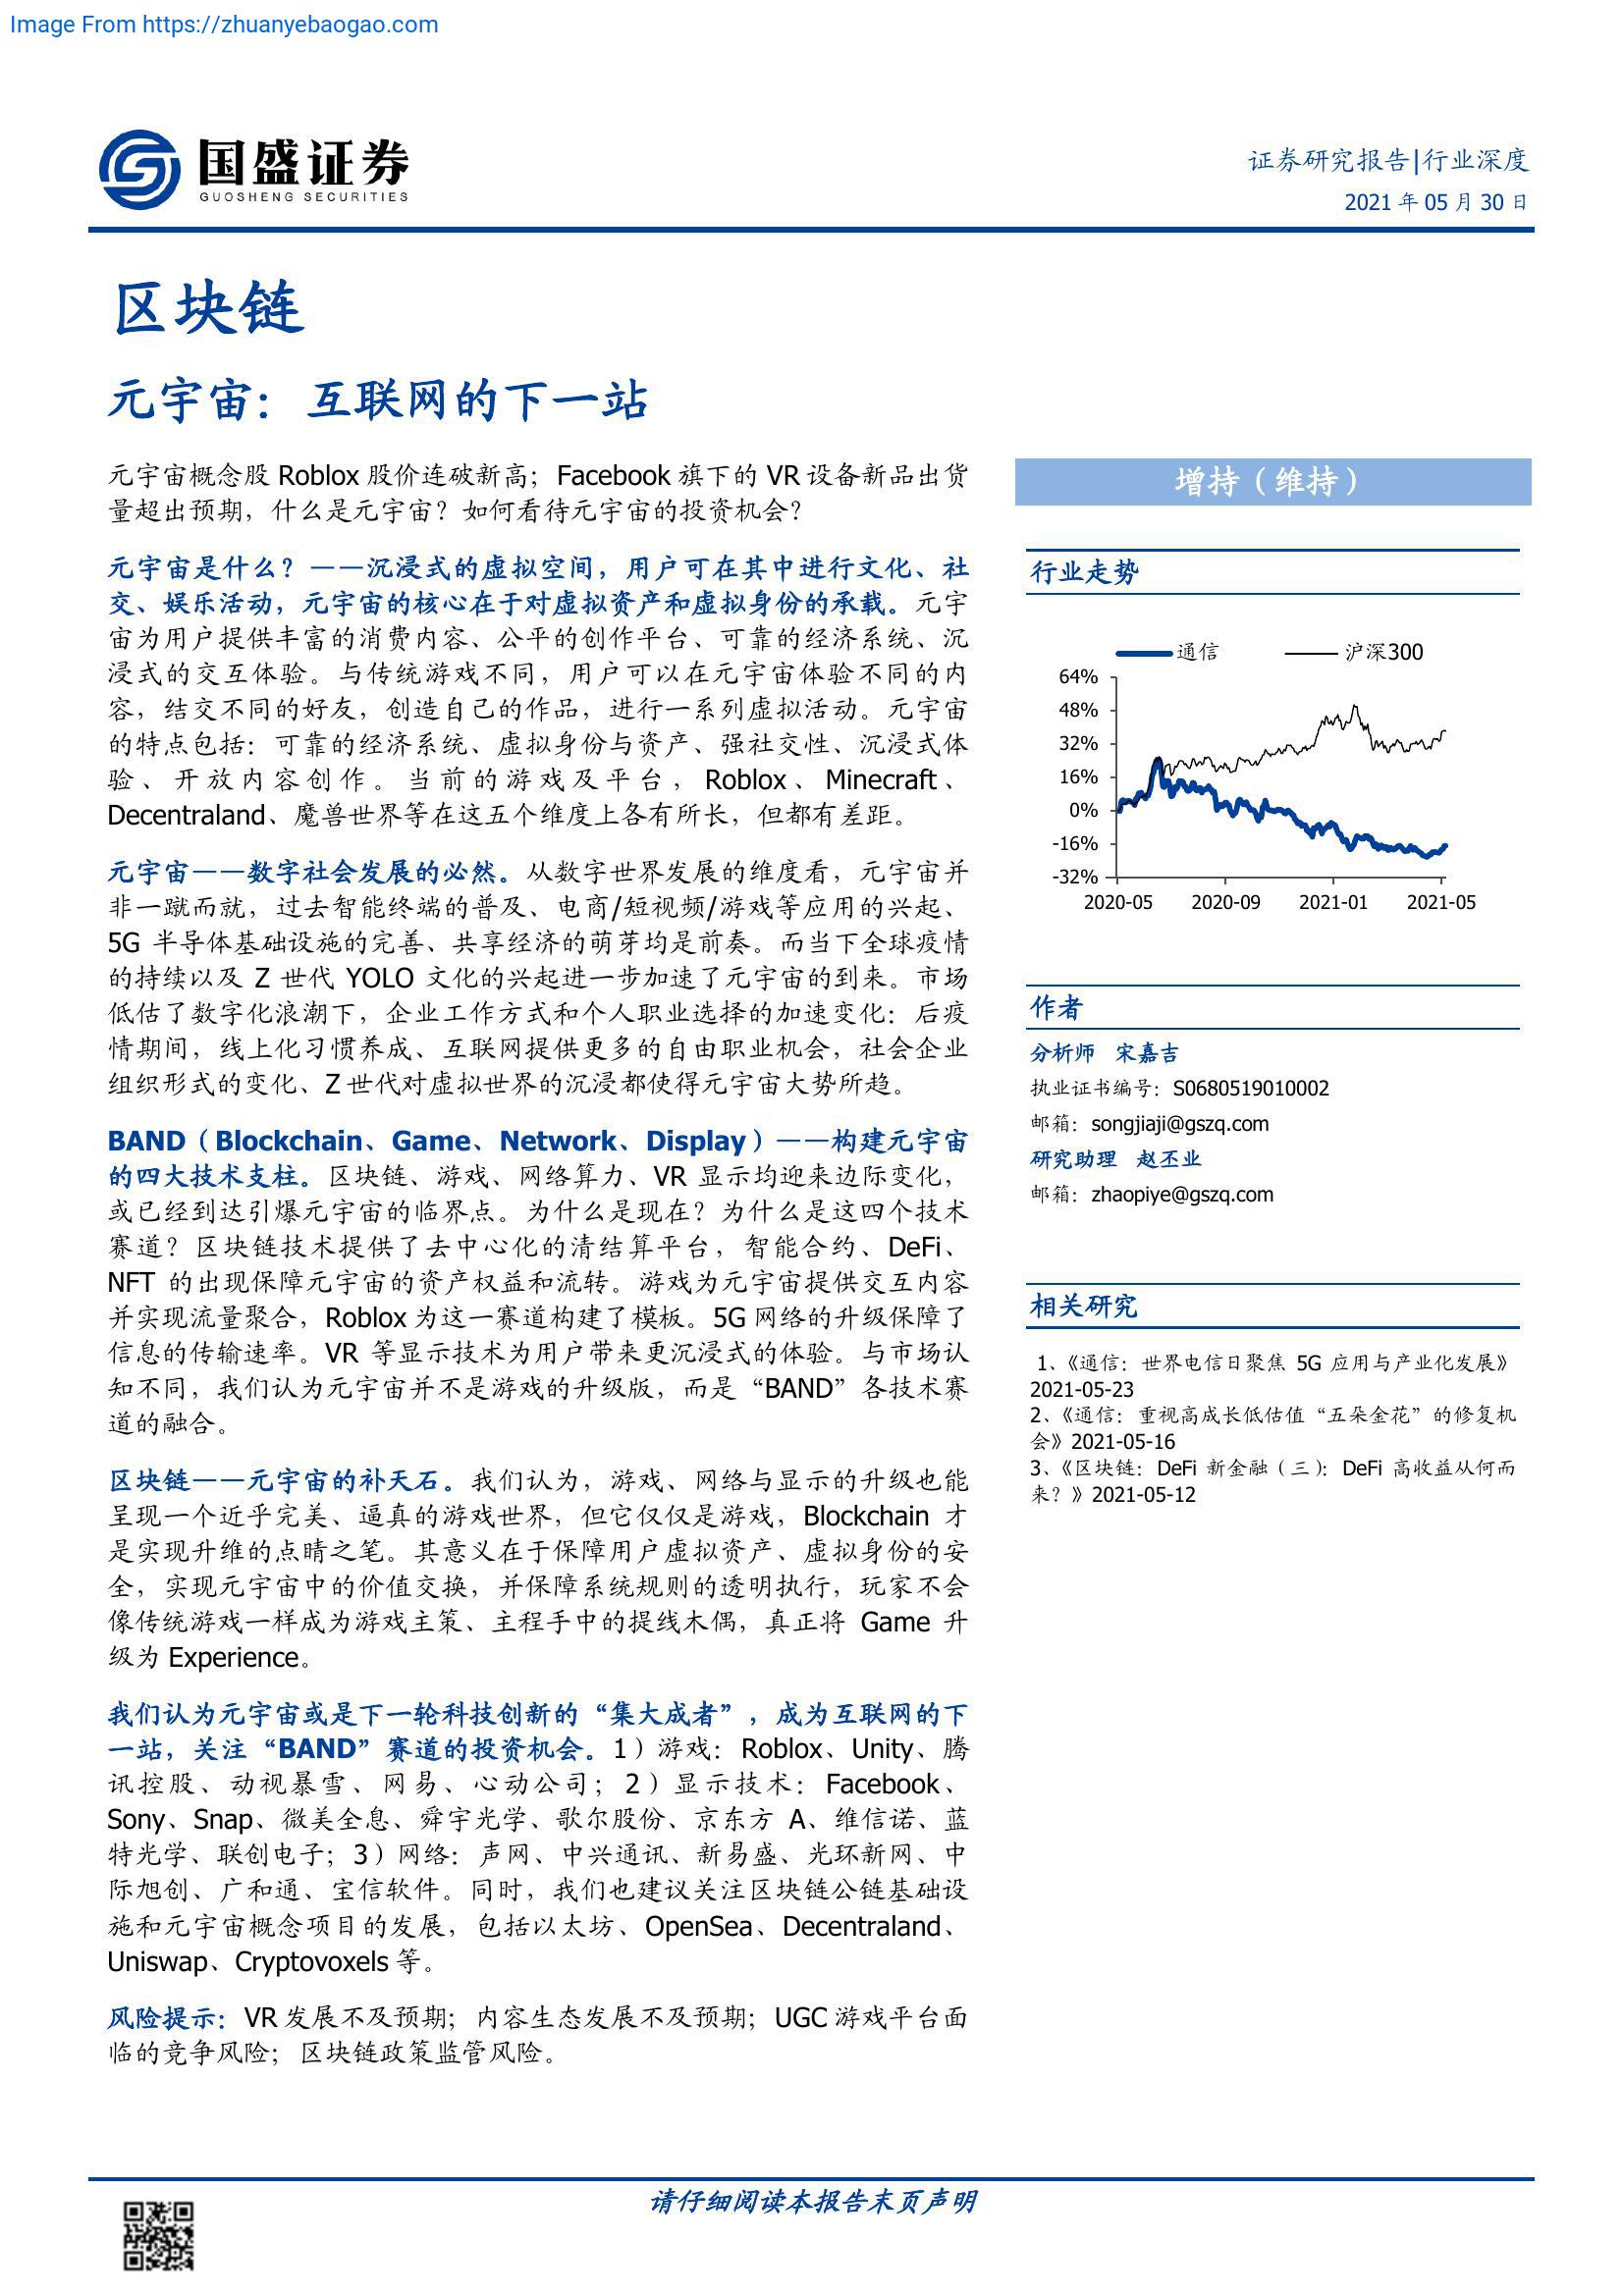 Image From https://zhuanyebaogao.com
国盛证券
GUOSHENG SECURITIES
证券研究报告|行业深度
2021 年 05 月 30 日
区块链
元宇宙：互联网的下一站
元宇宙概念股 Roblox 股价连破新高；Facebook 旗下的 VR 设备新品出货
量超出预期，什么是元宇宙？如何看待元宇宙的投资机会？
元宇宙是什么？——沉浸式的虚拟空间，用户可在其中进行文化、社
交、娱乐活动，元宇宙的核心在于对虚拟资产和虚拟身份的承载。元宇
宙为用户提供丰富的消费内容、公平的创作平台、可靠的经济系统、沉
浸式的交互体验。与传统游戏不同，用户可以在元宇宙体验不同的内
容，结交不同的好友，创造自己的作品，进行一系列虚拟活动。元宇宙
的特点包括：可靠的经济系统、虚拟身份与资产、强社交性、沉浸式体
验、开放内容创作。当前的游戏及平台，Roblox、Minecraft、
Decentraland、魔兽世界等在这五个维度上各有所长，但都有差距。
元宇宙——数字社会发展的必然。从数字世界发展的维度看，元宇宙并
非一蹴而就，过去智能终端的普及、电商/短视频/游戏等应用的兴起、
5G 半导体基础设施的完善、共享经济的萌芽均是前奏。而当下全球疫情
的持续以及 Z 世代 YOLO 文化的兴起进一步加速了元宇宙的到来。市场
低估了数字化浪潮下，企业工作方式和个人职业选择的加速变化：后疫
情期间，线上化习惯养成、互联网提供更多的自由职业机会，社会企业
组织形式的变化、Z 世代对虚拟世界的沉浸都使得元宇宙大势所趋。
BAND（Blockchain、Game、Network、Display）——构建元宇宙
的四大技术支柱。区块链、游戏、网络算力、VR 显示均迎来边际变化，
或已经到达引爆元宇宙的临界点。为什么是现在？为什么是这四个技术
赛道？区块链技术提供了去中心化的清结算平台，智能合约、DeFi、
NFT 的出现保障元宇宙的资产权益和流转。游戏为元宇宙提供交互内容
并实现流量聚合，Roblox 为这一赛道构建了模板。5G 网络的升级保障了
信息的传输速率。VR 等显示技术为用户带来更沉浸式的体验。与市场认
知不同，我们认为元宇宙并不是游戏的升级版，而是“BAND”各技术赛
道的融合。
区块链——元宇宙的补天石。我们认为，游戏、网络与显示的升级也能
呈现一个近乎完美、逼真的游戏世界，但它仅仅是游戏，Blockchain 才
是实现升维的点睛之笔。其意义在于保障用户虚拟资产、虚拟身份的安
全，实现元宇宙中的价值交换，并保障系统规则的透明执行，玩家不会
像传统游戏一样成为游戏主策、主程手中的提线木偶，真正将 Game 升
级为 Experience。
我们认为元宇宙或是下一轮科技创新的“集大成者”，成为互联网的下
一站，关注“BAND”赛道的投资机会。1）游戏：Roblox、Unity、腾
讯控股、动视暴雪、网易、心动公司；2）显示技术：Facebook、
Sony、Snap、微美全息、舜宇光学、歌尔股份、京东方 A、维信诺、蓝
特光学、联创电子；3）网络：声网、中兴通讯、新易盛、光环新网、中
际旭创、广和通、宝信软件。同时，我们也建议关注区块链公链基础设
施和元宇宙概念项目的发展，包括以太坊、OpenSea、Decentraland、
Uniswap、Cryptovoxels 等。
风险提示：VR 发展不及预期；内容生态发展不及预期；UGC 游戏平台面
临的竞争风险；区块链政策监管风险。
增持（维持）
行业走势
通信 沪深300
64%
48%
32%
16%
0%
-16%
-32%
2020-05 2020-09 2021-01 2021-05
作者
分析师 宋嘉吉
执业证书编号：S0680519010002
邮箱：songjiaji@gszq.com
研究助理 赵丕业
邮箱：zhaopiye@gszq.com
相关研究
1、《通信：世界电信日聚焦 5G 应用与产业化发展》
2021-05-23
2、《通信：重视高成长低估值“五朵金花”的修复机
会》2021-05-16
3、《区块链：DeFi 新金融（三）：DeFi 高收益从何而
来？》2021-05-12
请仔细阅读本报告末页声明